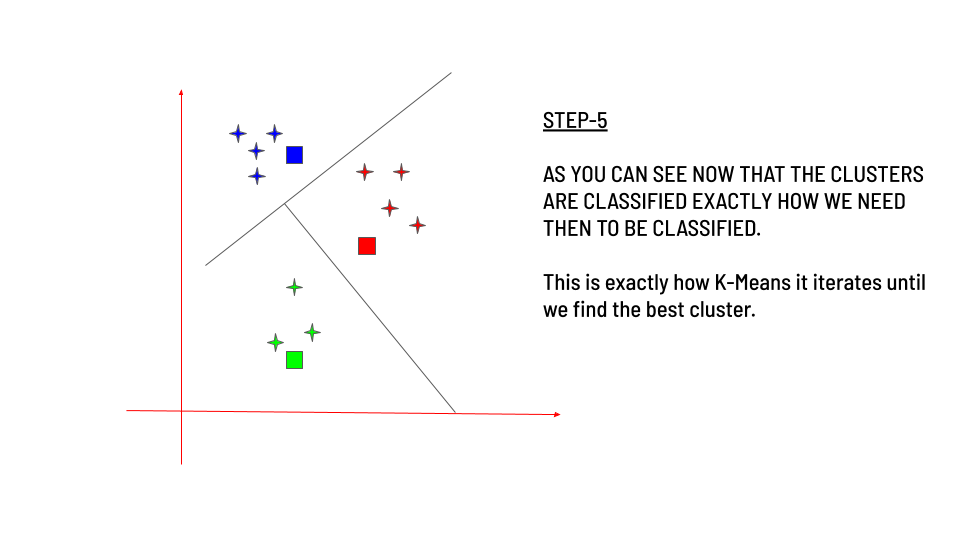 STEP-5
AS YOU CAN SEE NOW THAT THE CLUSTERS
ARE CLASSIFIED EXACTLY HOW WE NEED
THEN TO BE CLASSIFIED.
This is exactly how K-Means it iterates until
we find the best cluster.